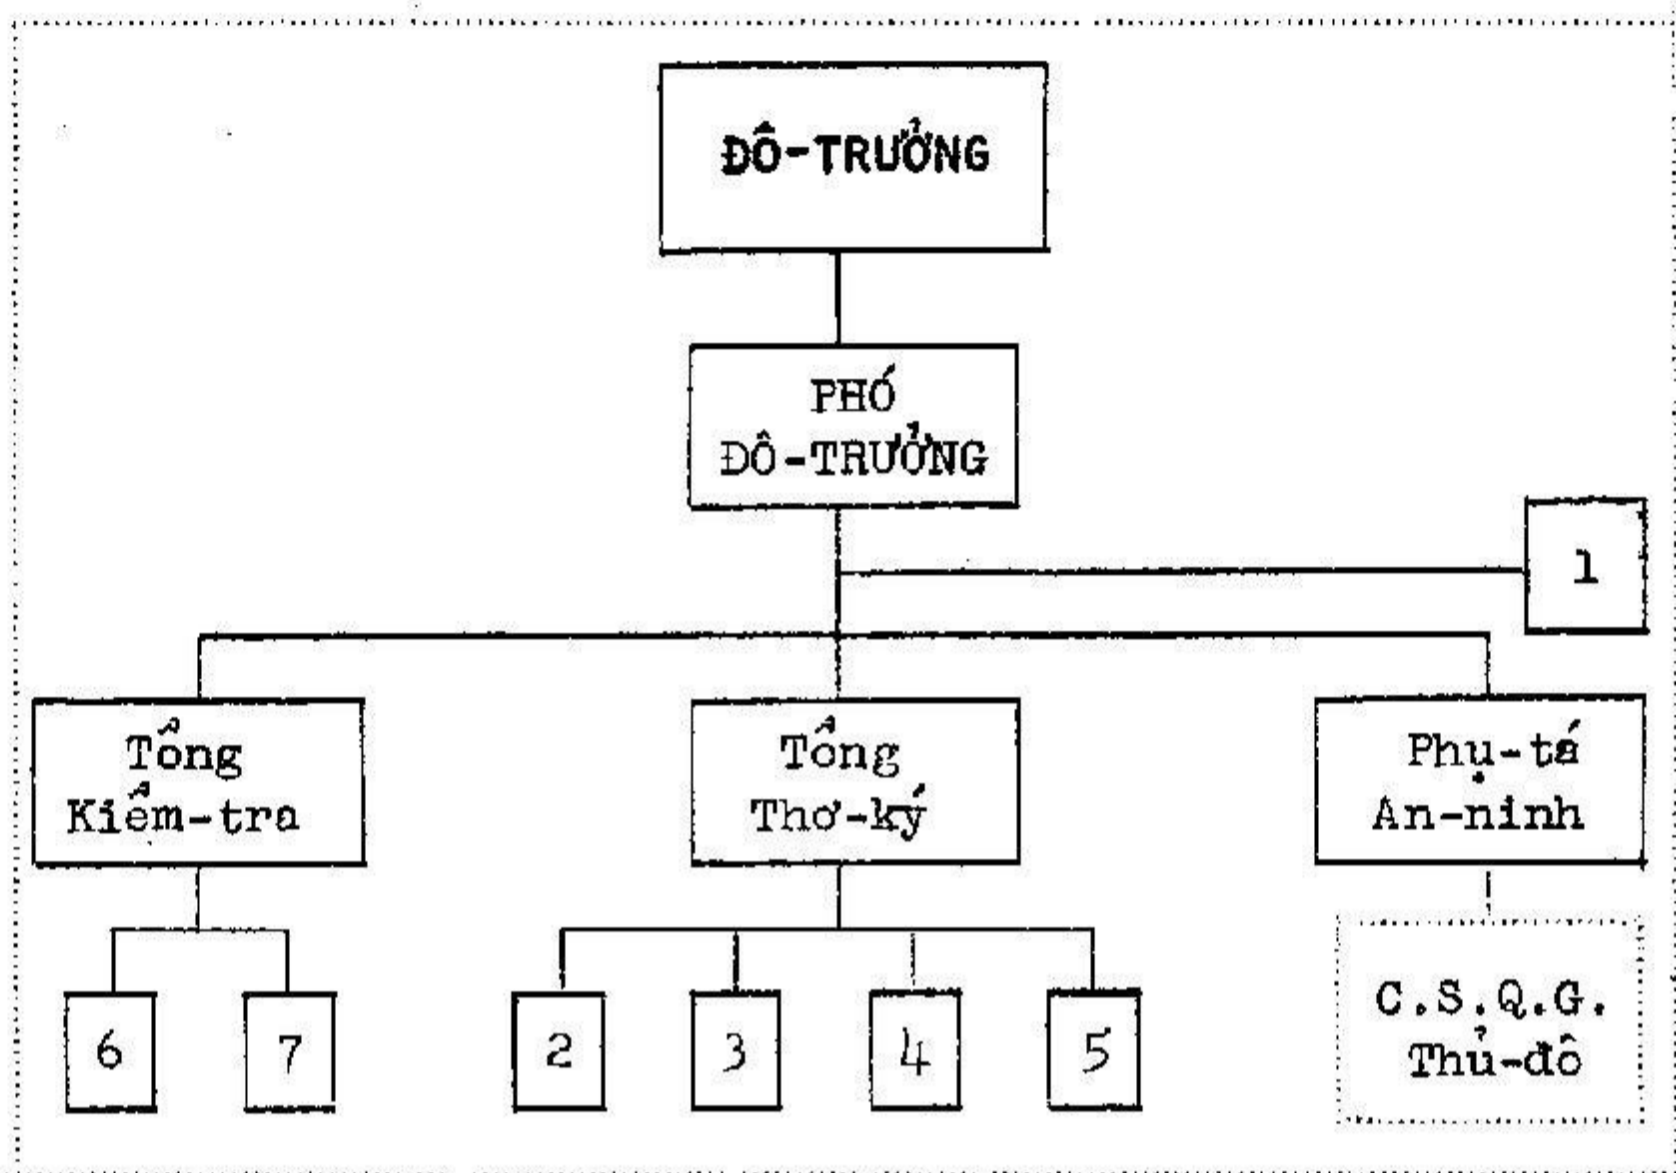 ĐÔ-TRƯỞNG
PHÓ
ĐÔ-TRƯỞNG
1
Tổng
Kiểm-tra
Tổng
Thơ-ký
Phụ-tá
An-ninh
6
7
2
3
4
5
C.S.Q.G.
Thủ-đô